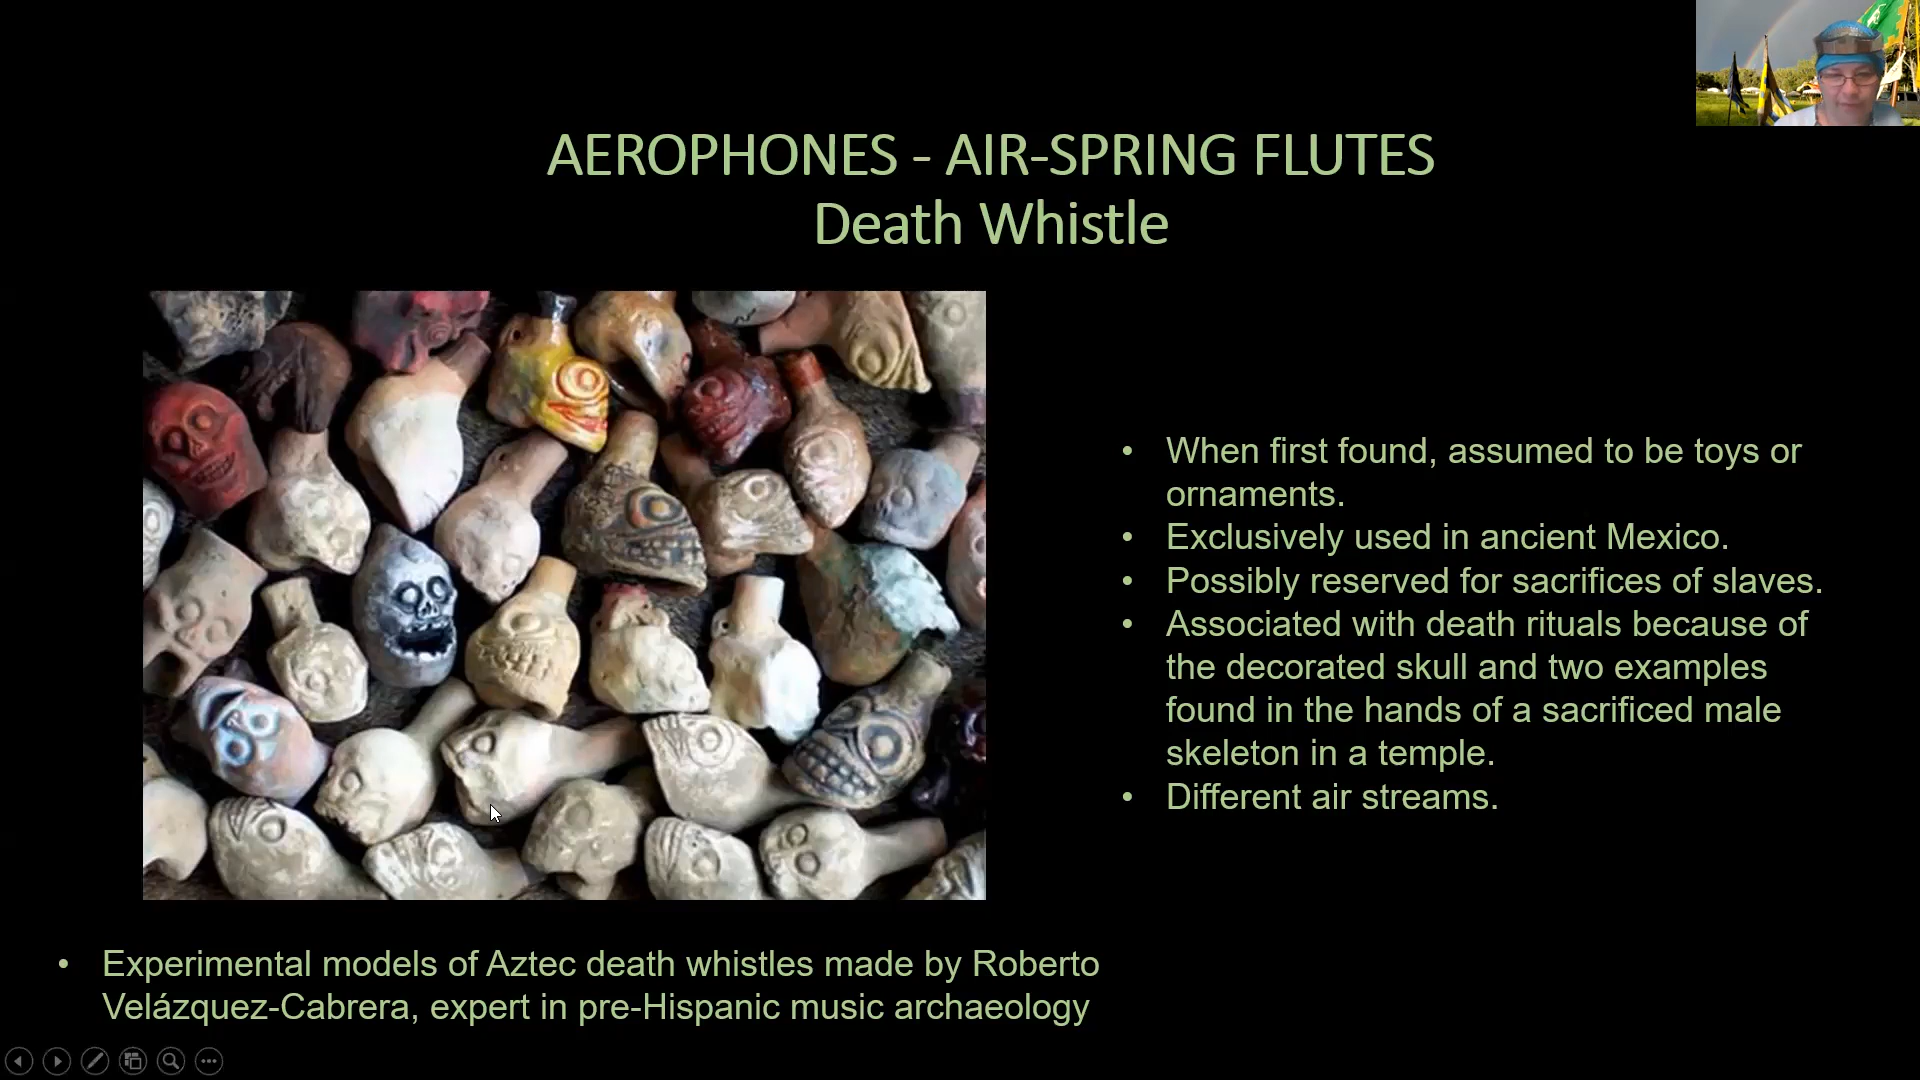 AEROPHONES - AIR-SPRING FLUTES
Death Whistle
• When first found, assumed to be toys or
ornaments.
• Exclusively used in ancient Mexico.
• Possibly reserved for sacrifices of slaves.
• Associated with death rituals because of
the decorated skull and two examples
found in the hands of a sacrificed male
skeleton in a temple.
• Different air streams.
• Experimental models of Aztec death whistles made by Roberto
Velázquez-Cabrera, expert in pre-Hispanic music archaeology